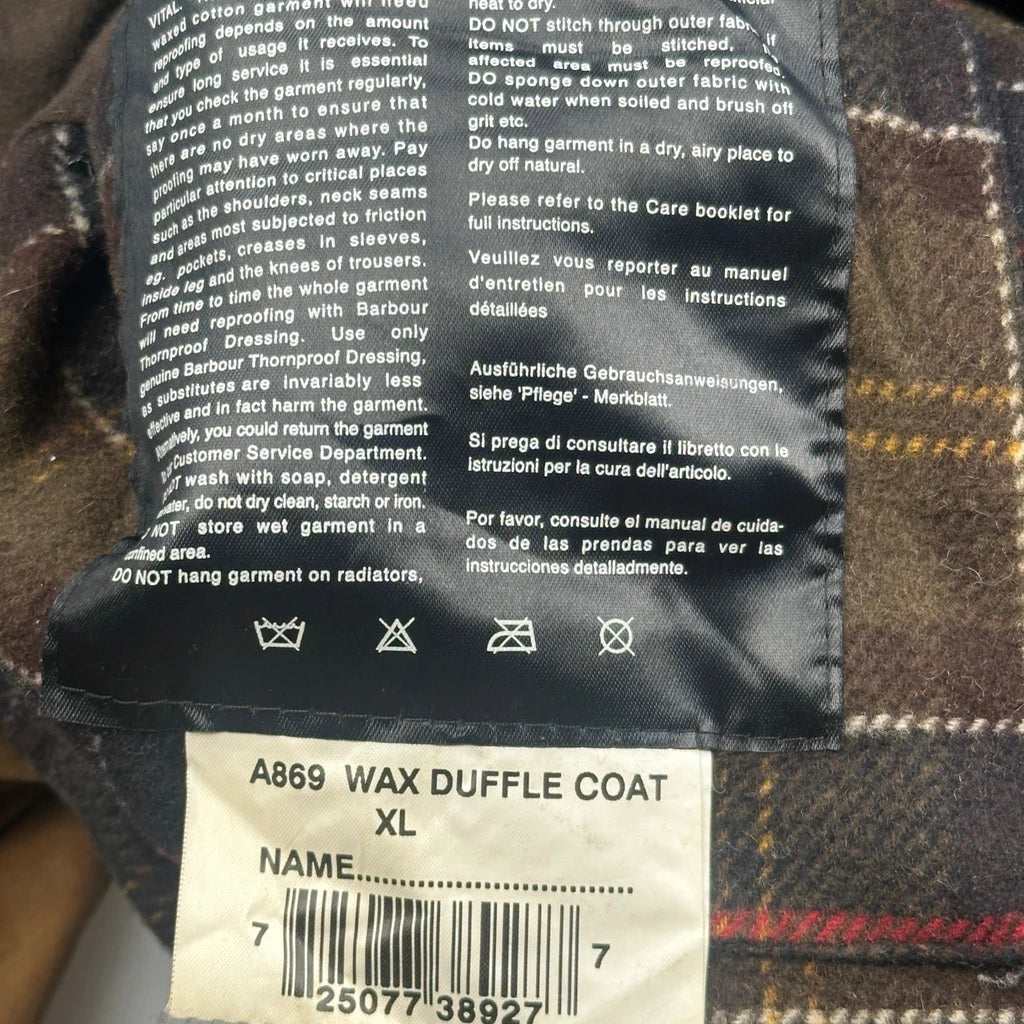 VITAL.
waxed cotton garment will need
reproofing depends on the amount
and type of usage it receives. To
ensure long service it is essential
that you check the garment regularly,
say once a month to ensure that
there are no dry areas where the
proofing may have worn away. Pay
particular attention to critical places
such as the shoulders, neck seams
and areas most subjected to friction
eg. pockets, creases in sleeves,
inside leg and the knees of trousers.
From time to time the whole garment
will need reproofing with Barbour
Thornproof Dressing. Use only
genuine Barbour Thornproof Dressing,
as substitutes are invariably less
effective and in fact harm the garment.
you could return the garment
Customer Service Department.
wash with soap, detergent
do not dry clean, starch or iron.
NOT store wet garment in a
confined area.
DO NOT hang garment on radiators,
heat to dry.
DO NOT stitch through outer fabric if
items must be stitched,
affected area must be reproofed.
DO sponge down outer fabric with
cold water when soiled and brush off
grit etc.
Do hang garment in a dry, airy place to
dry off natural.
Please refer to the Care booklet for
full instructions.
Veuillez vous reporter au manuel
d'entretien pour les instructions
détaillées
Ausführliche Gebrauchsanweisungen,
siehe 'Pflege' - Merkblatt.
Si prega di consultare il libretto con le
istruzioni per la cura dell'articolo.
Por favor, consulte el manual de cuida-
dos de las prendas para ver las
instrucciones detalladmente.
A869 WAX DUFFLE COAT
XL
NAME..............................
7 25077 38927 7